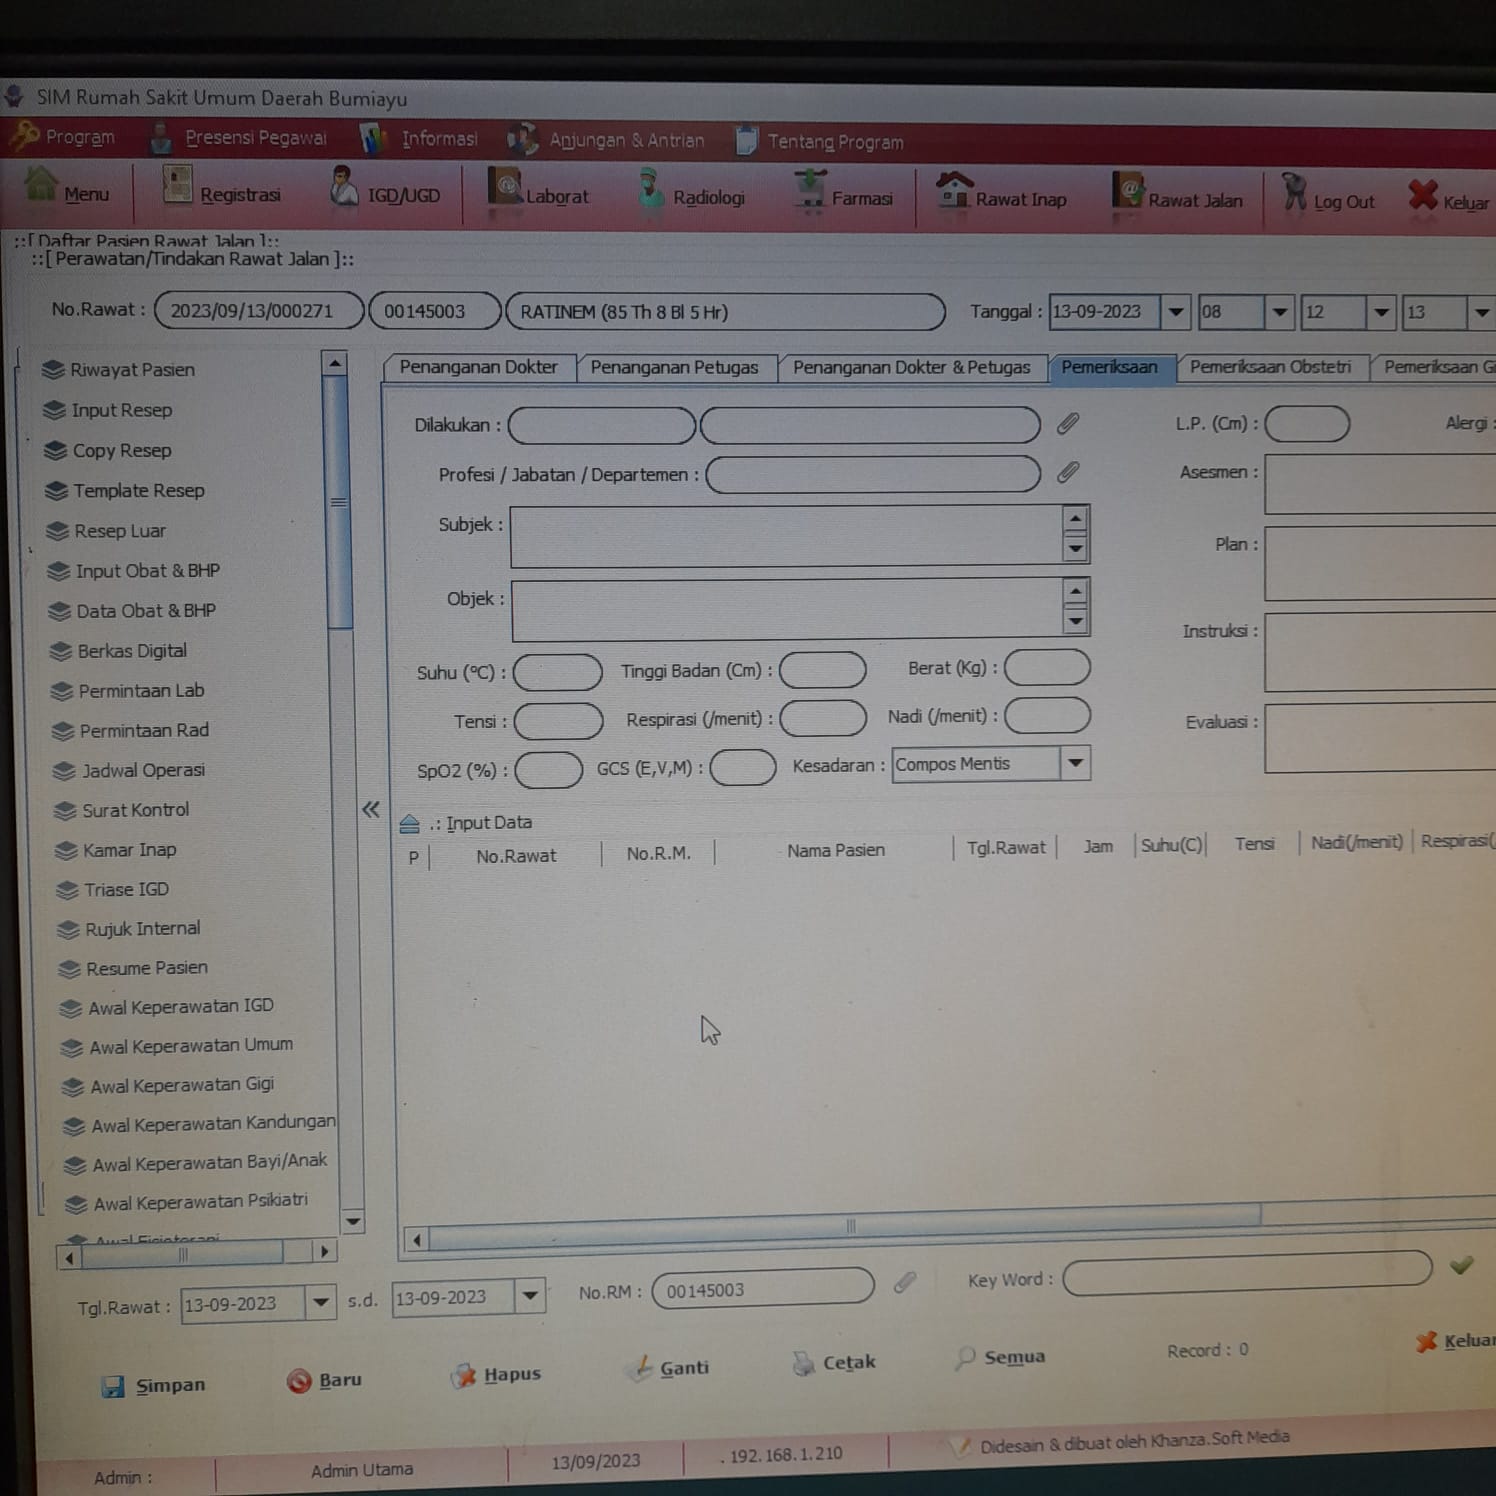 SIM Rumah Sakit Umum Daerah Bumiayu
Program Presensi Pegawai Informasi Anjungan & Antrian Tentang Program
Menu Registrasi IGD/UGD Laborat Radiologi Farmasi Rawat Inap Rawat Jalan Log Out Keluar
::[ Daftar Pasien Rawat Jalan ]::
::[ Perawatan/Tindakan Rawat Jalan ]::
No.Rawat : 2023/09/13/000271 00145003 RATINEM (85 Th 8 Bl 5 Hr) Tanggal : 13-09-2023 08 12 13
Riwayat Pasien
Input Resep
Copy Resep
Template Resep
Resep Luar
Input Obat & BHP
Data Obat & BHP
Berkas Digital
Permintaan Lab
Permintaan Rad
Jadwal Operasi
Surat Kontrol
Kamar Inap
Triase IGD
Rujuk Internal
Resume Pasien
Awal Keperawatan IGD
Awal Keperawatan Umum
Awal Keperawatan Gigi
Awal Keperawatan Kandungan
Awal Keperawatan Bayi/Anak
Awal Keperawatan Psikiatri
Awal Fisioterapi
Penanganan Dokter Penanganan Petugas Penanganan Dokter & Petugas Pemeriksaan Pemeriksaan Obstetri Pemeriksaan G
Dilakukan : L.P. (Cm) : Alergi :
Profesi / Jabatan / Departemen : Asesmen :
Subjek :
Plan :
Objek :
Instruksi :
Suhu (°C) : Tinggi Badan (Cm) : Berat (Kg) :
Tensi : Respirasi (/menit) : Nadi (/menit) : Evaluasi :
SpO2 (%) : GCS (E,V,M) : Kesadaran : Compos Mentis
.: Input Data
P No.Rawat No.R.M. Nama Pasien Tgl.Rawat Jam Suhu(C) Tensi Nadi(/menit) Respirasi(/
Tgl.Rawat : 13-09-2023 s.d. 13-09-2023 No.RM : 00145003 Key Word :
Simpan Baru Hapus Ganti Cetak Semua Record : 0 Keluar
Admin : Admin Utama 13/09/2023 . 192.168.1.210 Didesain & dibuat oleh Khanza.Soft Media